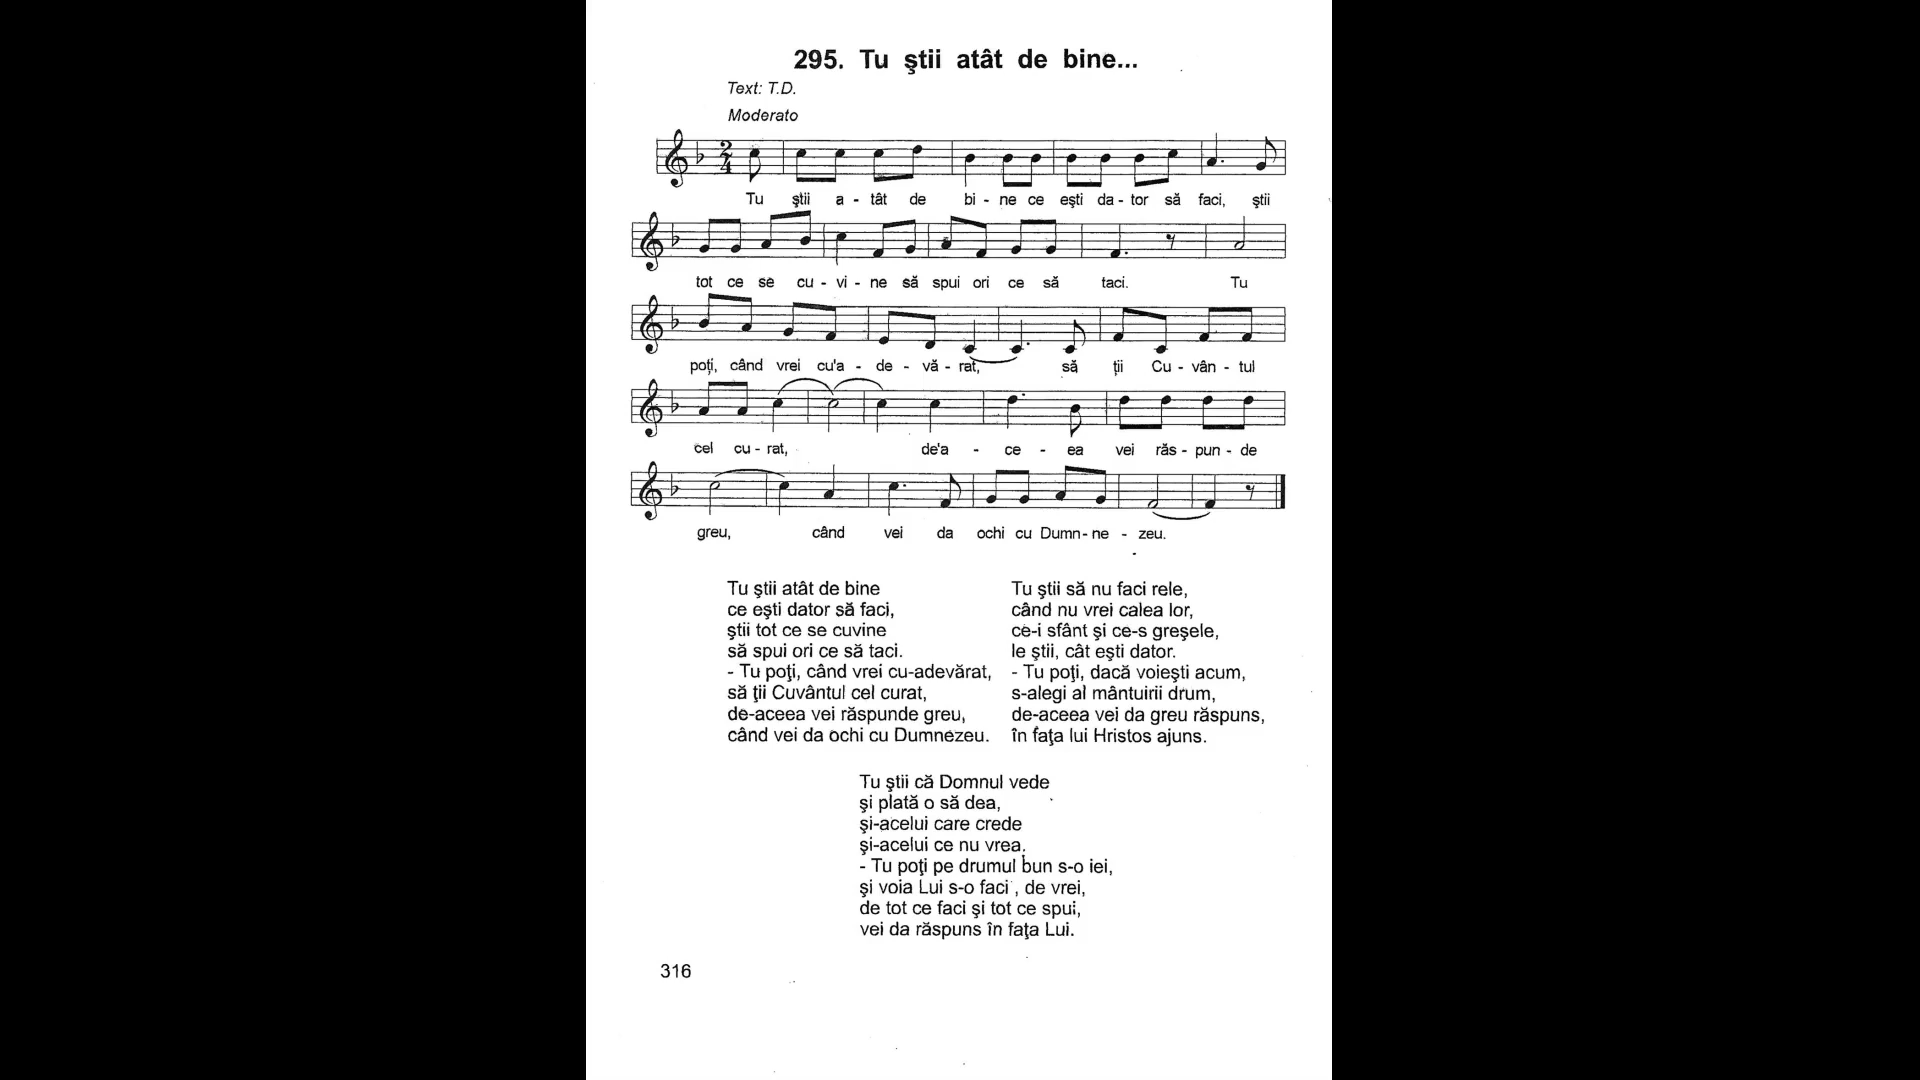 295. Tu ştii atât de bine...
Text: T.D.
Moderato
2
4
Tu ştii a - tât de bi - ne ce eşti da - tor să faci, ştii
tot ce se cu - vi - ne să spui ori ce să taci. Tu
poţi, când vrei cu'a - de - vă - rat, să ţii Cu - vân - tul
cel cu - rat, de'a - ce - ea vei răs - pun - de
greu, când vei da ochi cu Dumn - ne - zeu.
Tu ştii atât de bine
ce eşti dator să faci,
ştii tot ce se cuvine
să spui ori ce să taci.
- Tu poţi, când vrei cu-adevărat,
să ţii Cuvântul cel curat,
de-aceea vei răspunde greu,
când vei da ochi cu Dumnezeu.
Tu ştii să nu faci rele,
când nu vrei calea lor,
ce-i sfânt şi ce-s greşele,
le ştii, cât eşti dator.
- Tu poţi, dacă voieşti acum,
s-alegi al mântuirii drum,
de-aceea vei da greu răspuns,
în faţa lui Hristos ajuns.
Tu ştii că Domnul vede
şi plată o să dea,
şi-acelui care crede
şi-acelui ce nu vrea.
- Tu poţi pe drumul bun s-o iei,
şi voia Lui s-o faci , de vrei,
de tot ce faci şi tot ce spui,
vei da răspuns în faţa Lui.
316